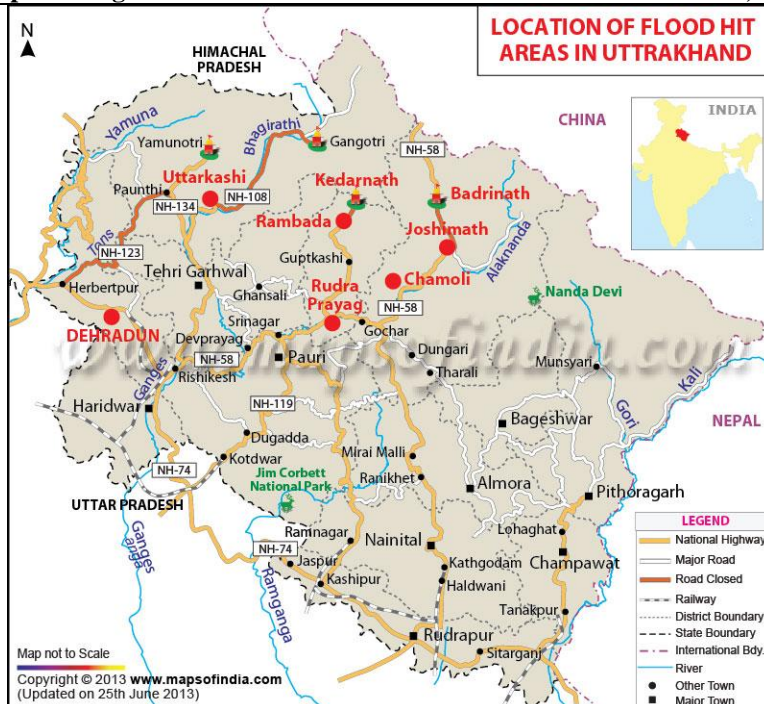 N
HIMACHAL
PRADESH
LOCATION OF FLOOD HIT
AREAS IN UTTRAKHAND
CHINA
INDIA
Yamuna
Bhagirathi
NH-58
Yamunotri
Gangotri
Uttarkashi
Kedarnath
Badrinath
Paunthi
NH-108
NH-134
Rambada
Joshimath
Tons
NH-123
Guptkashi
Alaknanda
Tehri Garhwal
Chamoli
Herbertpur
Ghansali
Rudra
Prayag
NH-58
Nanda Devi
DEHRADUN
Srinagar
Gochar
Devprayag
www.mapsofindia.com
Dungari
NH-58
Pauri
Munsyari
Kali
Rishikesh
Tharali
Ganges
Gori
Haridwar
NH-119
Bageshwar
NEPAL
Dugadda
Mirai Malli
NH-74
Kotdwar
Ranikhet
Jim Corbett
National Park
Almora
Pithoragarh
UTTAR PRADESH
Ganges
anga
Ramnagar
Lohaghat
NH-74
Nainital
Jaspur
Kathgodam
Champawat
Ramganga
Kashipur
Haldwani
Tanakpur
Rudrapur
Sitarganj
LEGEND
National Highway
Major Road
Road Closed
Railway
District Boundary
State Boundary
International Bdy.
River
Other Town
Major Town
Map not to Scale
Copyright © 2013 www.mapsofindia.com
(Updated on 25th June 2013)